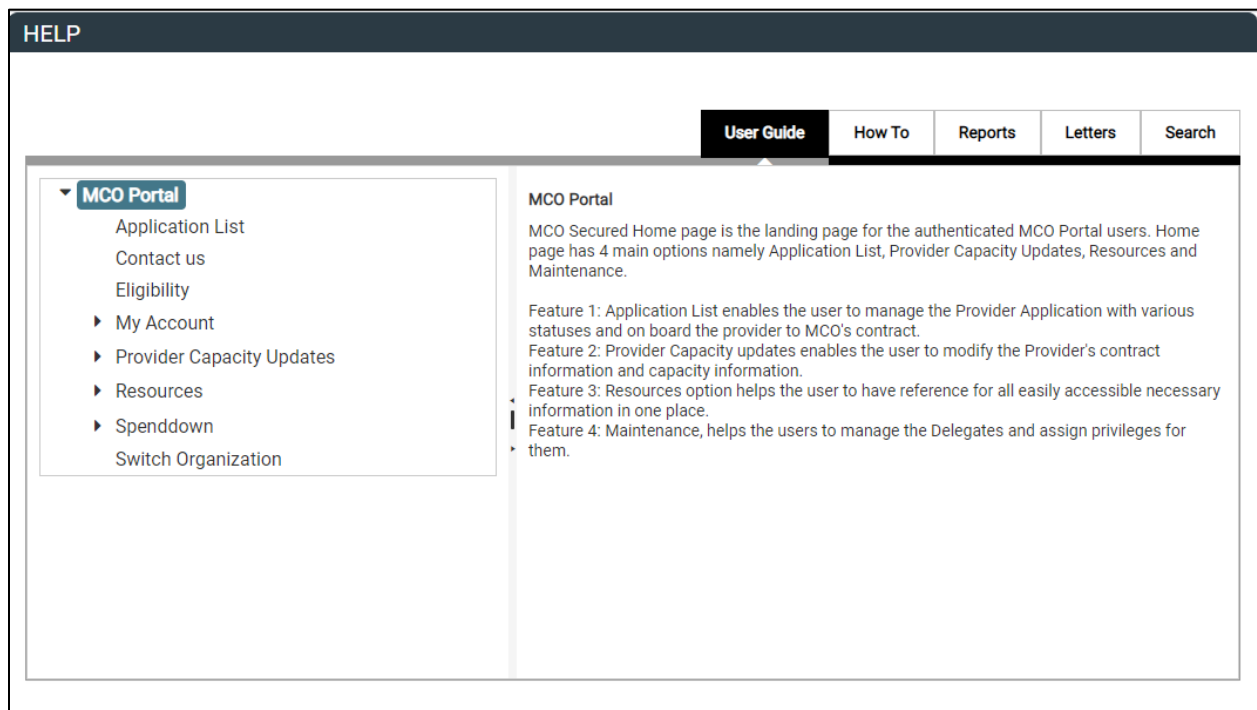 HELP
User Guide
How To
Reports
Letters
Search
MCO Portal
Application List
Contact us
Eligibility
My Account
Provider Capacity Updates
Resources
Spenddown
Switch Organization
MCO Portal
MCO Secured Home page is the landing page for the authenticated MCO Portal users. Home
page has 4 main options namely Application List, Provider Capacity Updates, Resources and
Maintenance.
Feature 1: Application List enables the user to manage the Provider Application with various
statuses and on board the provider to MCO's contract.
Feature 2: Provider Capacity updates enables the user to modify the Provider's contract
information and capacity information.
Feature 3: Resources option helps the user to have reference for all easily accessible necessary
information in one place.
Feature 4: Maintenance, helps the users to manage the Delegates and assign privileges for
them.